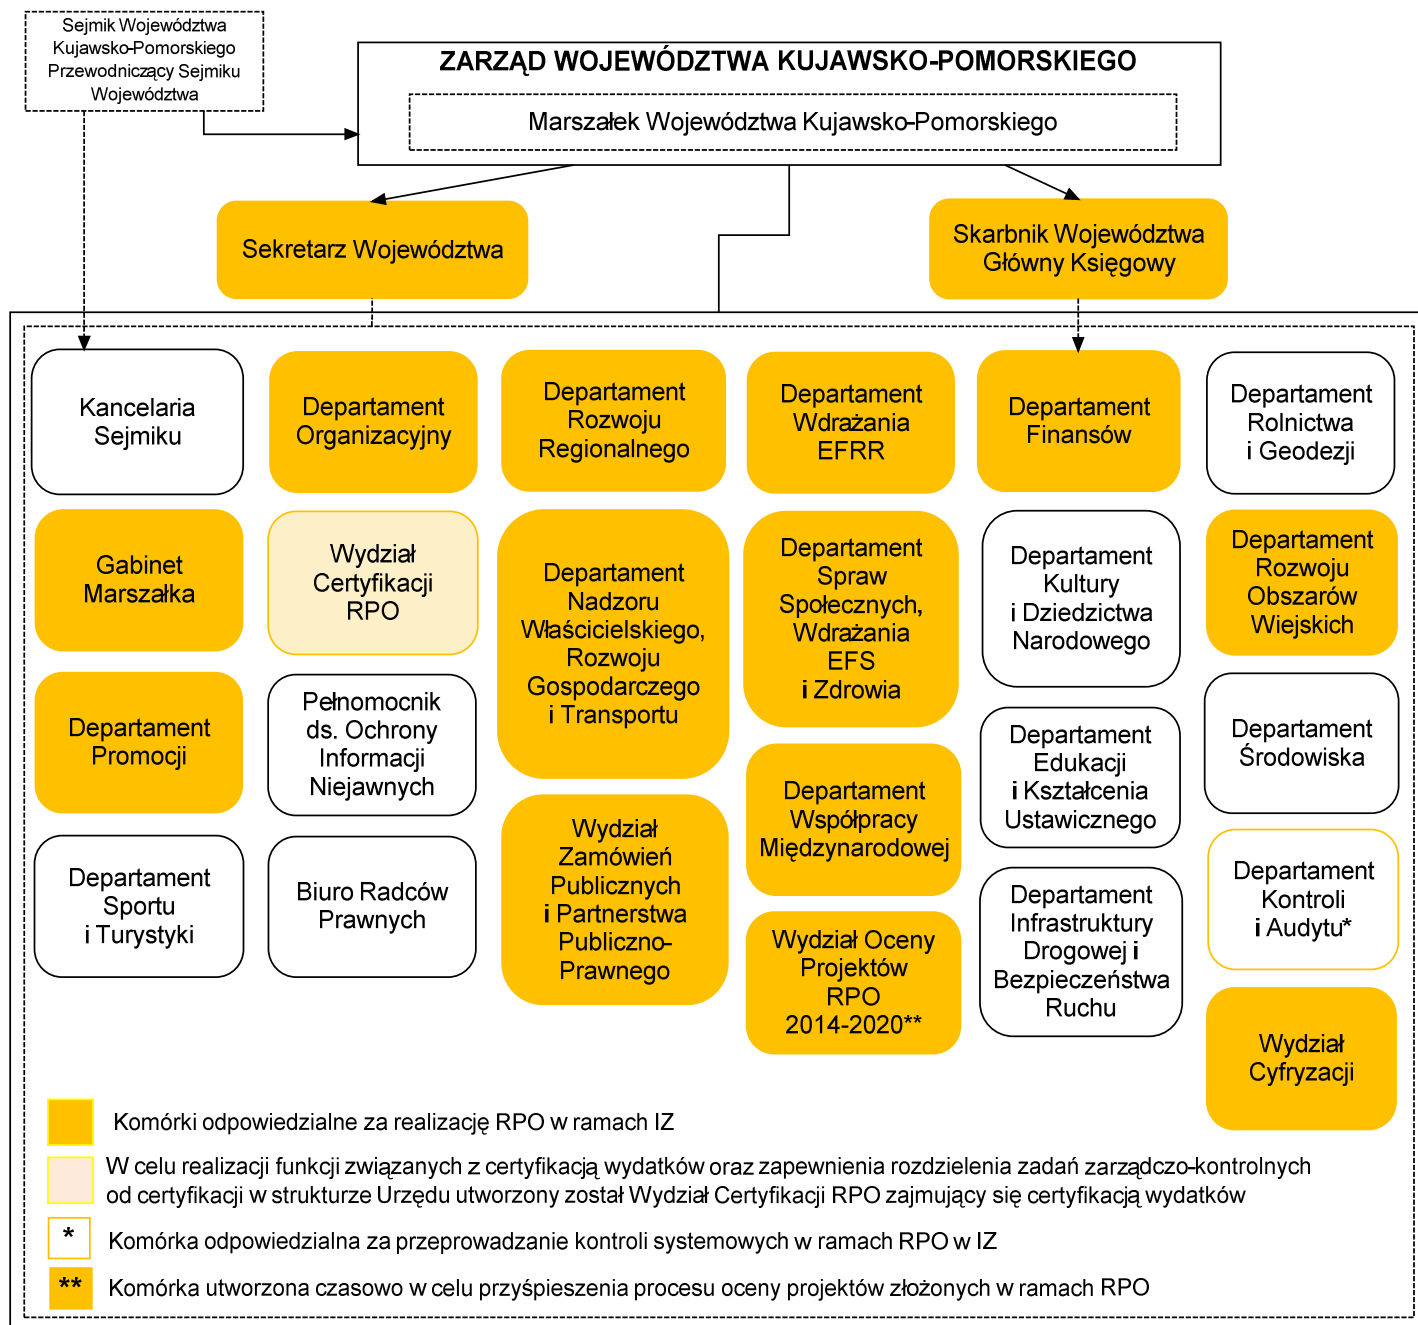 Sejmik Województwa
Kujawsko-Pomorskiego
Przewodniczący Sejmiku
Województwa
ZARZĄD WOJEWÓDZTWA KUJAWSKO-POMORSKIEGO
Marszałek Województwa Kujawsko-Pomorskiego
Sekretarz Województwa
Skarbnik Województwa
Główny Księgowy
Kancelaria
Sejmiku
Departament
Organizacyjny
Departament
Rozwoju
Regionalnego
Departament
Wdrażania
EFRR
Departament
Finansów
Departament
Rolnictwa
i Geodezji
Gabinet
Marszałka
Wydział
Certyfikacji
RPO
Departament
Nadzoru
Właścicielskiego,
Rozwoju
Gospodarczego
i Transportu
Departament
Spraw
Społecznych,
Wdrażania
EFS
i Zdrowia
Departament
Kultury
i Dziedzictwa
Narodowego
Departament
Rozwoju
Obszarów
Wiejskich
Departament
Promocji
Pełnomocnik
ds. Ochrony
Informacji
Niejawnych
Departament
Współpracy
Międzynarodowej
Departament
Edukacji
i Kształcenia
Ustawicznego
Departament
Środowiska
Departament
Sportu
i Turystyki
Biuro Radców
Prawnych
Wydział
Zamówień
Publicznych
i Partnerstwa
Publiczno-
Prawnego
Wydział Oceny
Projektów
RPO
2014-2020**
Departament
Infrastruktury
Drogowej i
Bezpieczeństwa
Ruchu
Departament
Kontroli
i Audytu*
Wydział
Cyfryzacji
Komórki odpowiedzialne za realizację RPO w ramach IZ
W celu realizacji funkcji związanych z certyfikacją wydatków oraz zapewnienia rozdzielenia zadań zarządczo-kontrolnych
od certyfikacji w strukturze Urzędu utworzony został Wydział Certyfikacji RPO zajmujący się certyfikacją wydatków
* Komórka odpowiedzialna za przeprowadzanie kontroli systemowych w ramach RPO w IZ
** Komórka utworzona czasowo w celu przyśpieszenia procesu oceny projektów złożonych w ramach RPO